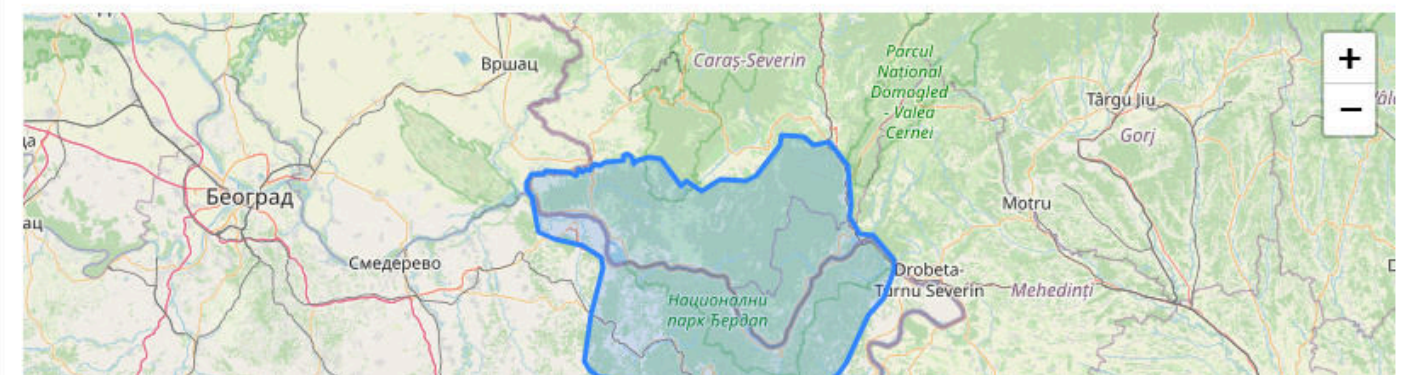 Вршац
Caraș-Severin
Parcul
Național
Domogled
- Valea
Cernei
+
−
Târgu Jiu
Gorj
Београд
Motru
Смедерево
Drobeta-
Turnu Severin
Mehedinți
Национални
парк Ђердап